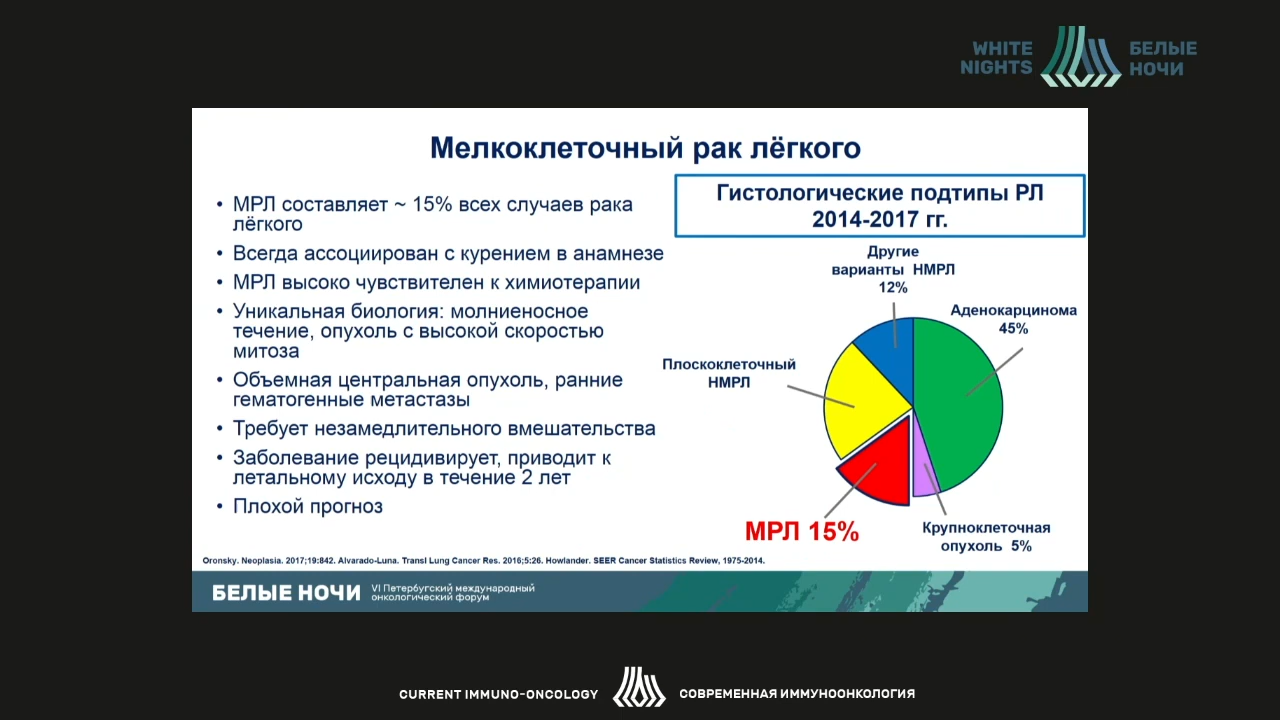 WHITE
NIGHTS
БЕЛЫЕ
НОЧИ
Мелкоклеточный рак лёгкого
• МРЛ составляет ~ 15% всех случаев рака
лёгкого
• Всегда ассоциирован с курением в анамнезе
• МРЛ высоко чувствителен к химиотерапии
• Уникальная биология: молниеносное
течение, опухоль с высокой скоростью
митоза
• Объемная центральная опухоль, ранние
гематогенные метастазы
• Требует незамедлительного вмешательства
• Заболевание рецидивирует, приводит к
летальному исходу в течение 2 лет
• Плохой прогноз
Гистологические подтипы РЛ
2014-2017 гг.
Другие
варианты НМРЛ
12%
Аденокарцинома
45%
Плоскоклеточный
НМРЛ
МРЛ 15%
Крупноклеточная
опухоль 5%
Oronsky. Neoplasia. 2017;19:842. Alvarado-Luna. Transl Lung Cancer Res. 2016;5:26. Howlander. SEER Cancer Statistics Review, 1975-2014.
БЕЛЫЕ НОЧИ
VI Петербургский международный
онкологический форум
CURRENT IMMUNO-ONCOLOGY
СОВРЕМЕННАЯ ИММУНООНКОЛОГИЯ